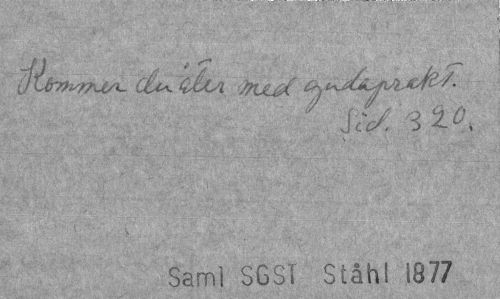 Kommer du åter med gudaprakt.
Sid. 320.
Saml SGST Ståhl 1877